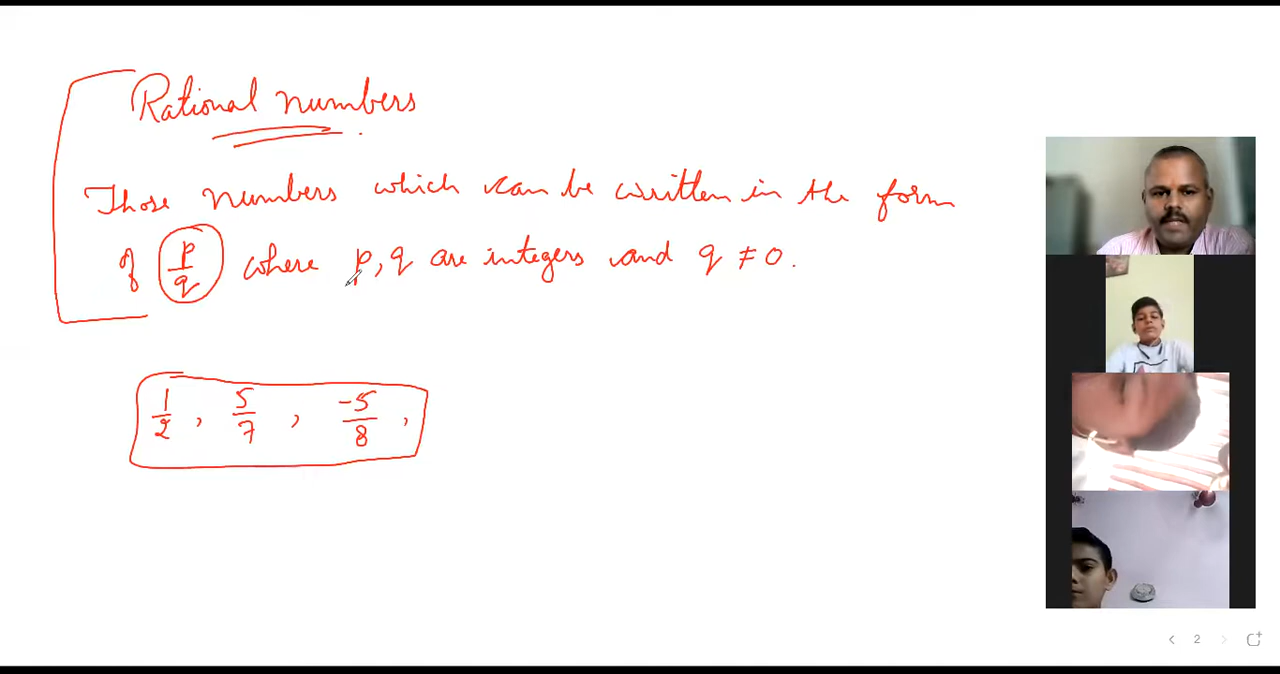 Rational numbers
Those numbers which can be written in the form
of p/q where p, q are integers and q ≠ 0.
1/2 , 5/7 , -5/8 ,
2